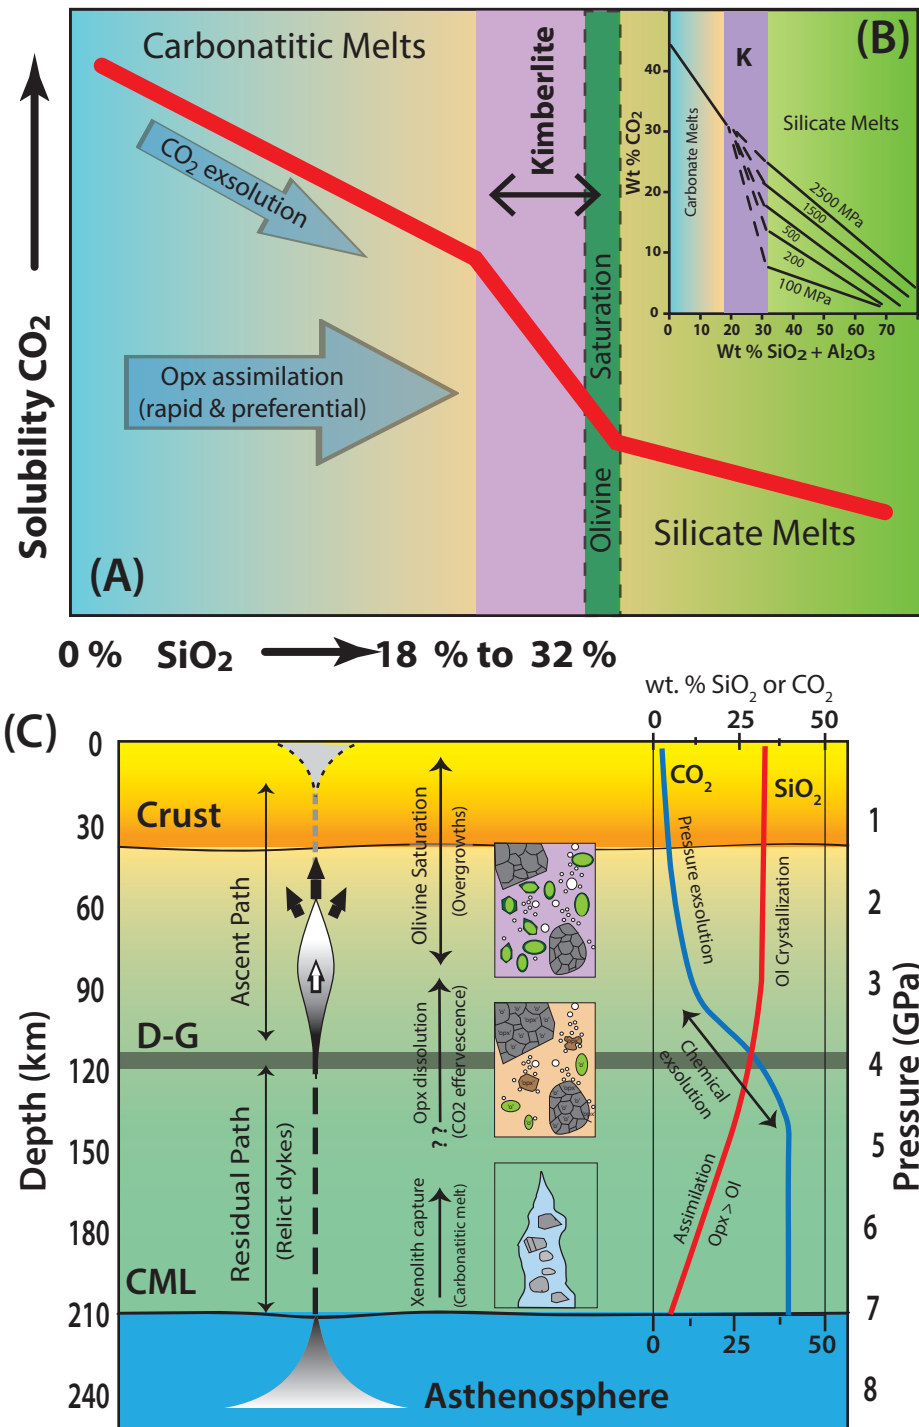 Carbonatitic Melts
CO2 exsolution
Opx assimilation
(rapid & preferential)
Kimberlite
Olivine Saturation
Silicate Melts
(A)
Solubility CO2
0 % SiO2 18 % to 32 %
(B)
K
Carbonate Melts
Silicate Melts
Wt % CO2
40
30
20
10
0
2500 MPa
1500
500
200
100 MPa
0 10 20 30 40 50 60 70
Wt % SiO2 + Al2O3
(C)
wt. % SiO2 or CO2
0 25 50
Depth (km)
0
30
60
90
120
150
180
210
240
Crust
D-G
CML
Asthenosphere
Ascent Path
Residual Path
(Relict dykes)
Olivine Saturation
(Overgrowths)
Opx dissolution
(CO2 effervescence)
? ?
Xenolith capture
(Carbonatitic melt)
CO2
SiO2
Pressure exsolution
Ol Crystallization
Chemical
exsolution
Assimilation
Opx > Ol
0 25 50
1
2
3
4
5
6
7
8
Pressure (GPa)